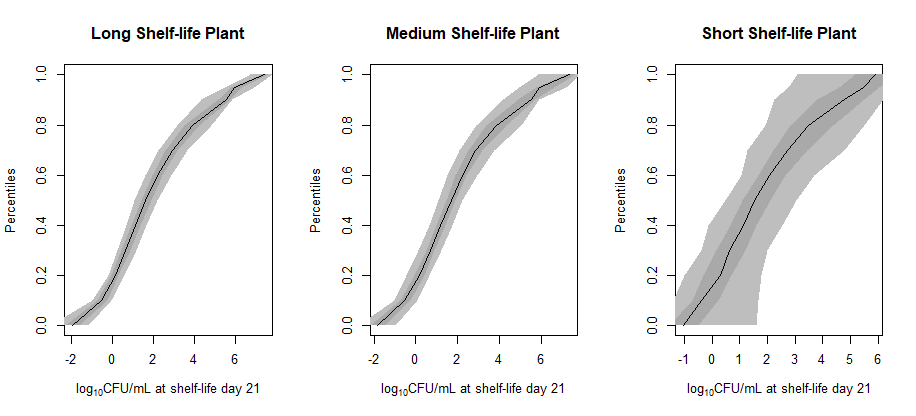 Long Shelf-life Plant
Percentiles
1.0
0.8
0.6
0.4
0.2
0.0
-2 0 2 4 6
log10CFU/mL at shelf-life day 21
Medium Shelf-life Plant
Percentiles
1.0
0.8
0.6
0.4
0.2
0.0
-2 0 2 4 6
log10CFU/mL at shelf-life day 21
Short Shelf-life Plant
Percentiles
1.0
0.8
0.6
0.4
0.2
0.0
-1 0 1 2 3 4 5 6
log10CFU/mL at shelf-life day 21